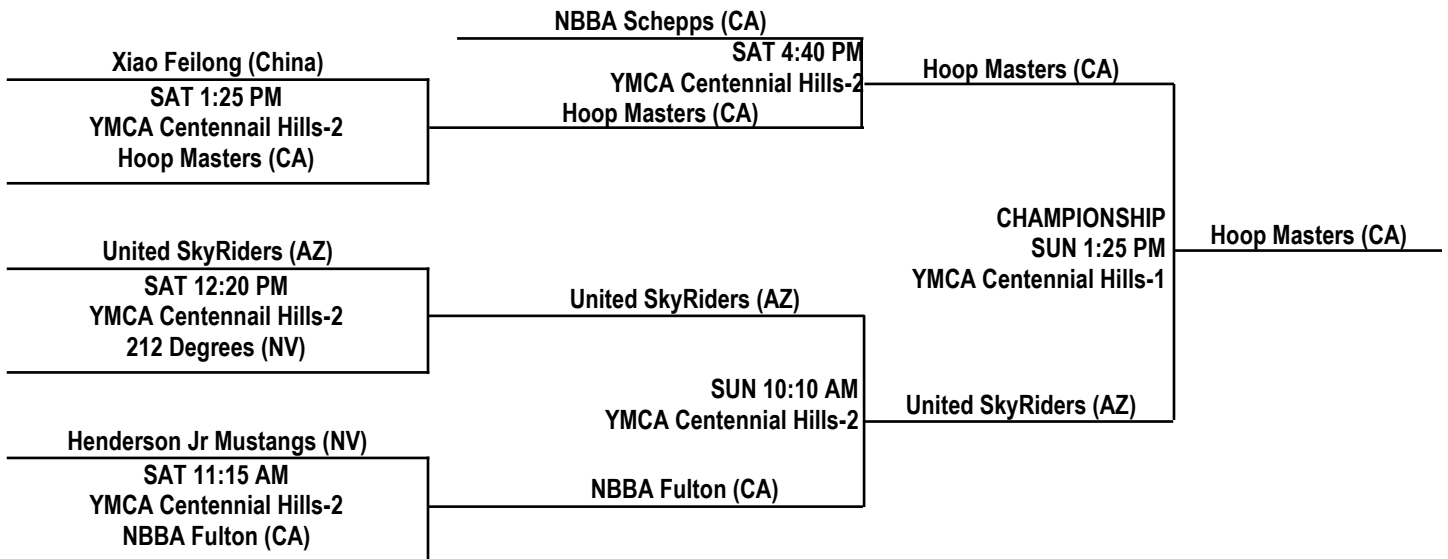 NBBA Schepps (CA)
Xiao Feilong (China)
SAT 4:40 PM
Hoop Masters (CA)
YMCA Centennial Hills-2
SAT 1:25 PM
YMCA Centennail Hills-2
Hoop Masters (CA)
Hoop Masters (CA)
CHAMPIONSHIP
SUN 1:25 PM
YMCA Centennial Hills-1
Hoop Masters (CA)
United SkyRiders (AZ)
SAT 12:20 PM
YMCA Centennail Hills-2
212 Degrees (NV)
United SkyRiders (AZ)
SUN 10:10 AM
YMCA Centennial Hills-2
United SkyRiders (AZ)
Henderson Jr Mustangs (NV)
SAT 11:15 AM
YMCA Centennial Hills-2
NBBA Fulton (CA)
NBBA Fulton (CA)